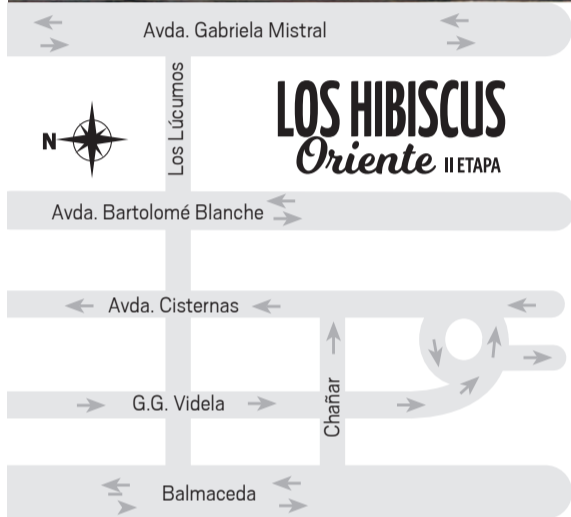 Avda. Gabriela Mistral
Los Lúcumos
LOS HIBISCUS
Oriente II ETAPA
N
Avda. Bartolomé Blanche
Avda. Cisternas
G.G. Videla
Chañar
Balmaceda